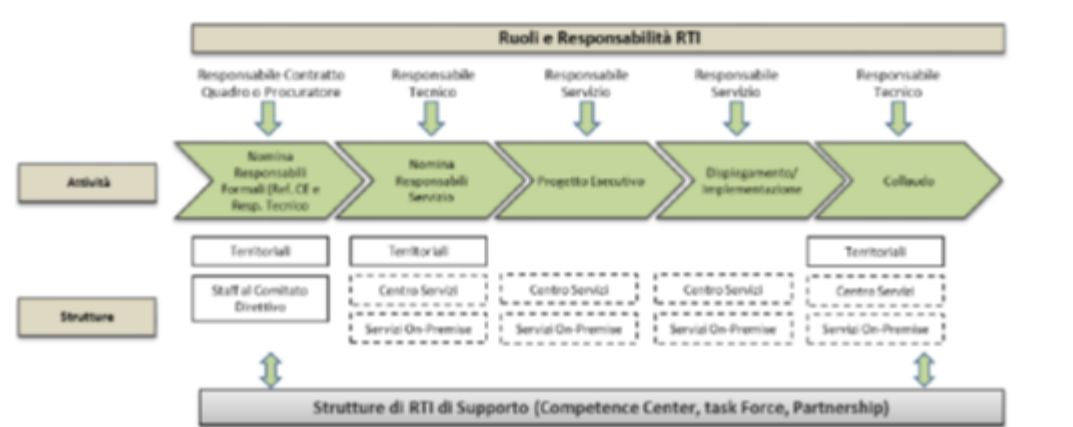 Ruoli e Responsabilità RTI
Responsabile Contratto
Quadro o Procuratore
Responsabile
Tecnico
Responsabile
Servizio
Responsabile
Servizio
Responsabile
Tecnico
Attività
Nomina
Responsabili
Formali (Ref. CE e
Resp. Tecnico
Nomina
Responsabili
Servizio
Progetto Esecutivo
Dispiegamento/
Implementazione
Collaudo
Strutture
Territoriali
Staff al Comitato
Direttivo
Territoriali
Centro Servizi
Servizi On-Premise
Centro Servizi
Servizi On-Premise
Centro Servizi
Servizi On-Premise
Territoriali
Centro Servizi
Servizi On-Premise
Strutture di RTI di Supporto (Competence Center, task Force, Partnership)